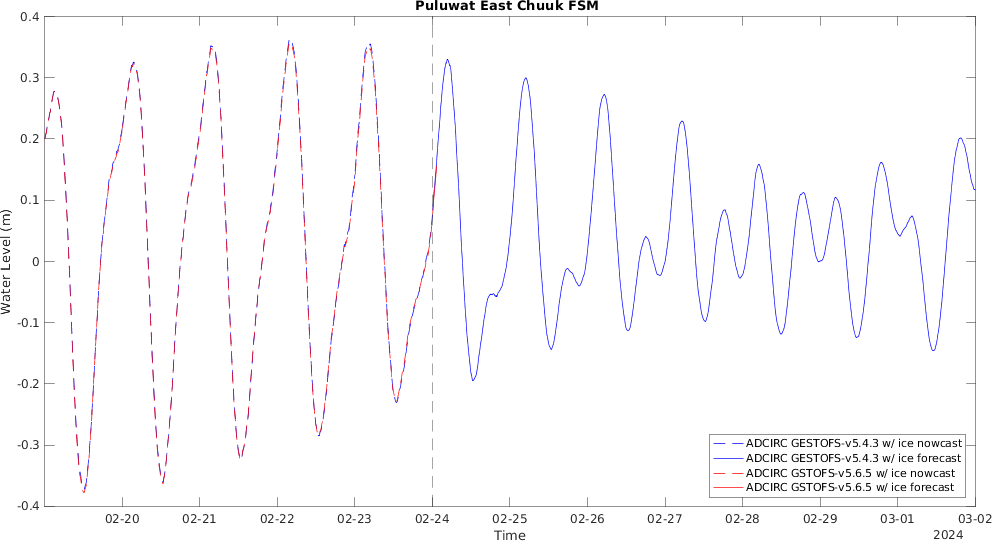 Puluwat East Chuuk FSM
0.4
0.3
0.2
0.1
0
-0.1
-0.2
-0.3
-0.4
Water Level (m)
ADCIRC GESTOFS-v5.4.3 w/ ice nowcast
ADCIRC GESTOFS-v5.4.3 w/ ice forecast
ADCIRC GSTOFS-v5.6.5 w/ ice nowcast
ADCIRC GSTOFS-v5.6.5 w/ ice forecast
02-20 02-21 02-22 02-23 02-24 02-25 02-26 02-27 02-28 02-29 03-01 03-02
Time
2024